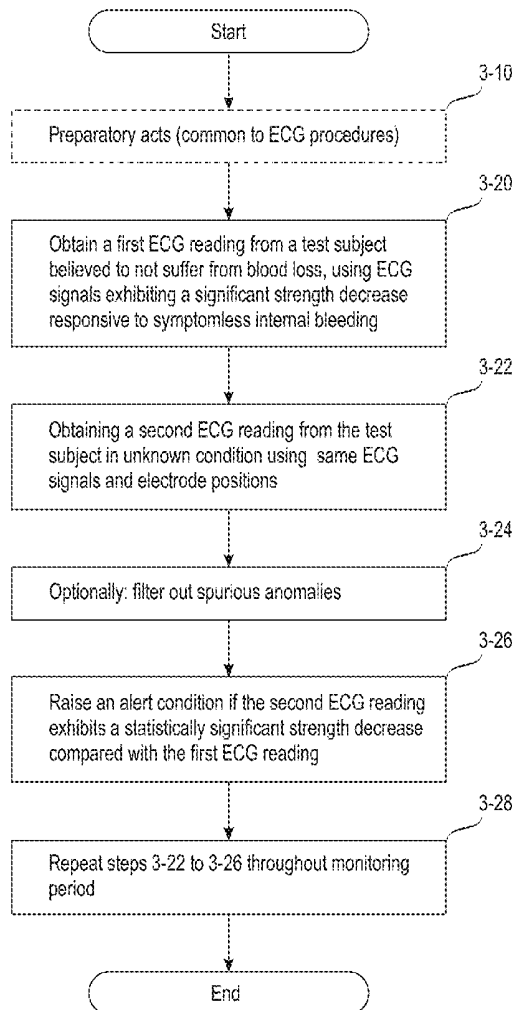 Start
3-10
Preparatory acts (common to ECG procedures)
3-20
Obtain a first ECG reading from a test subject
believed to not suffer from blood loss, using ECG
signals exhibiting a significant strength decrease
responsive to symptomless internal bleeding
3-22
Obtaining a second ECG reading from the test
subject in unknown condition using same ECG
signals and electrode positions
3-24
Optionally: filter out spurious anomalies
3-26
Raise an alert condition if the second ECG reading
exhibits a statistically significant strength decrease
compared with the first ECG reading
3-28
Repeat steps 3-22 to 3-26 throughout monitoring
period
End